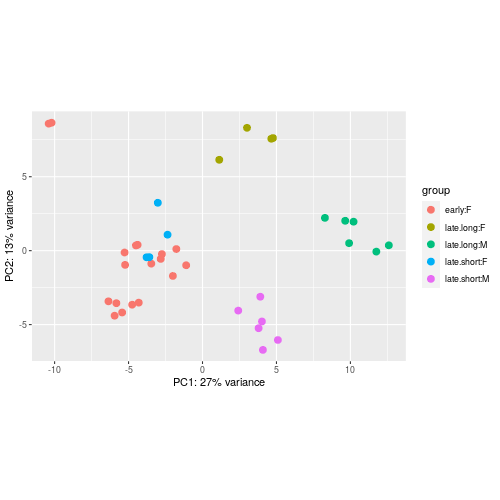 5
0
-5
-10
-5
0
5
10
PC1: 27% variance
PC2: 13% variance
group
early:F
late.long:F
late.long:M
late.short:F
late.short:M